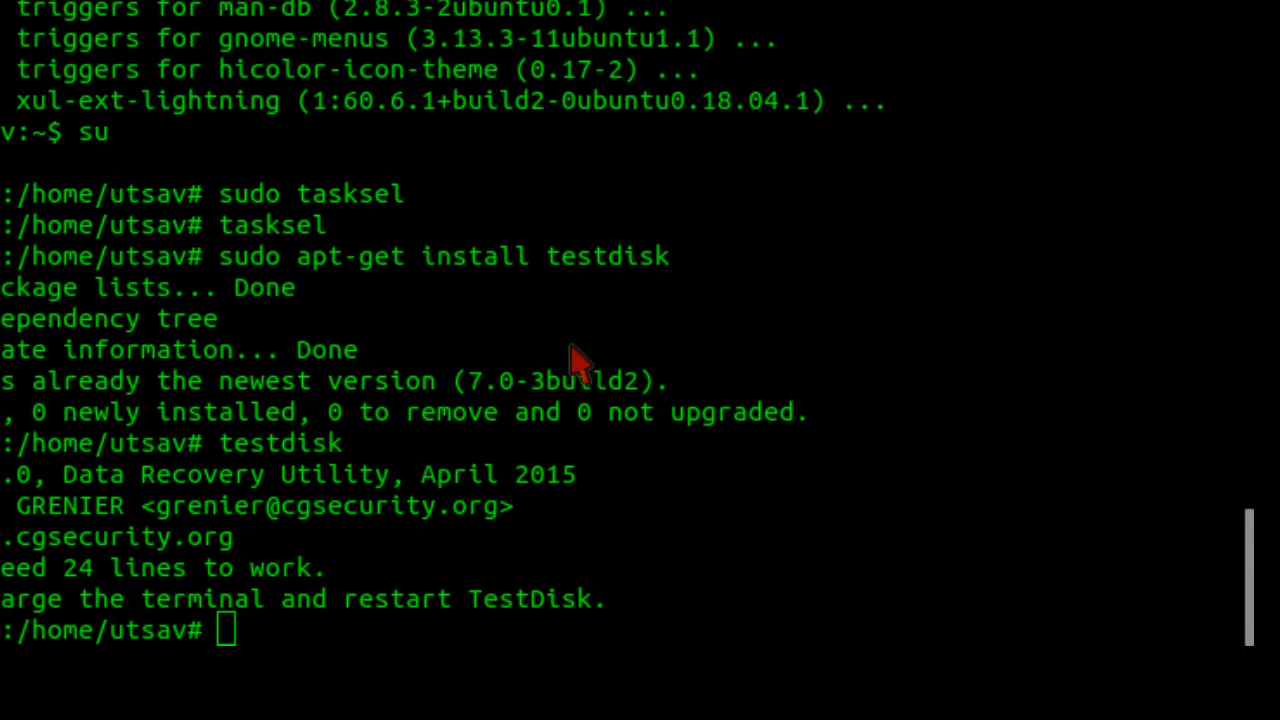 triggers for man-db (2.8.3-2ubuntu0.1) ...
triggers for gnome-menus (3.13.3-11ubuntu1.1) ...
triggers for hicolor-icon-theme (0.17-2) ...
xul-ext-lightning (1:60.6.1+build2-0ubuntu0.18.04.1) ...
v:~$ su
:/home/utsav# sudo tasksel
:/home/utsav# tasksel
:/home/utsav# sudo apt-get install testdisk
ckage lists... Done
ependency tree
ate information... Done
s already the newest version (7.0-3build2).
, 0 newly installed, 0 to remove and 0 not upgraded.
:/home/utsav# testdisk
.0, Data Recovery Utility, April 2015
GRENIER <grenier@cgsecurity.org>
.cgsecurity.org
eed 24 lines to work.
arge the terminal and restart TestDisk.
:/home/utsav#